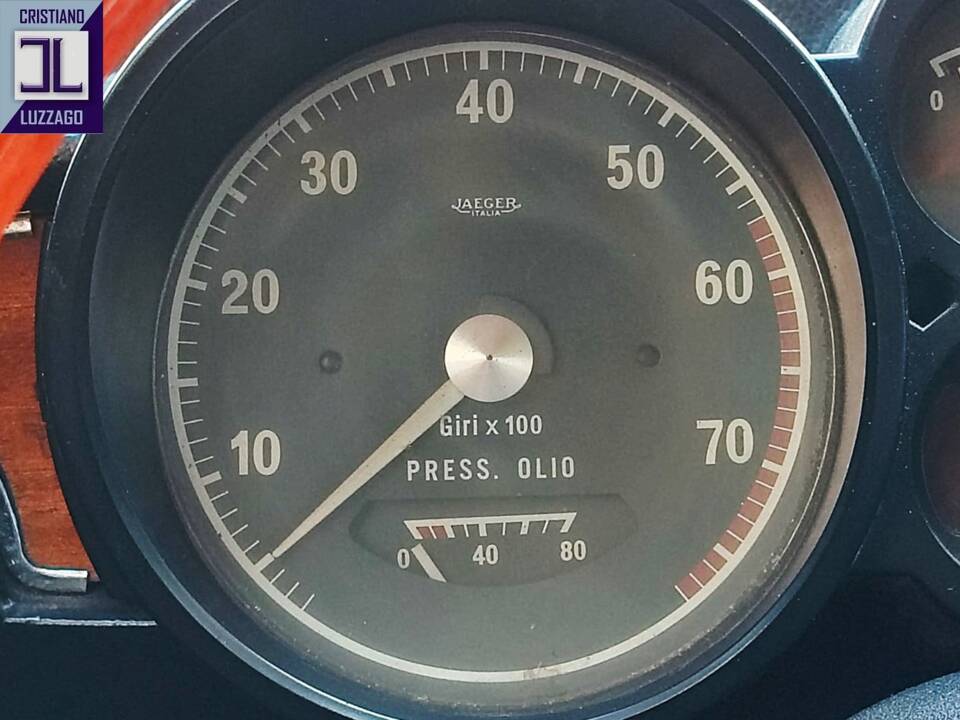 CRISTIANO
JL
LUZZAGO
40
30
50
JAEGER
ITALIA
20
60
10
70
Giri x 100
PRESS. OLIO
0 40 80
0